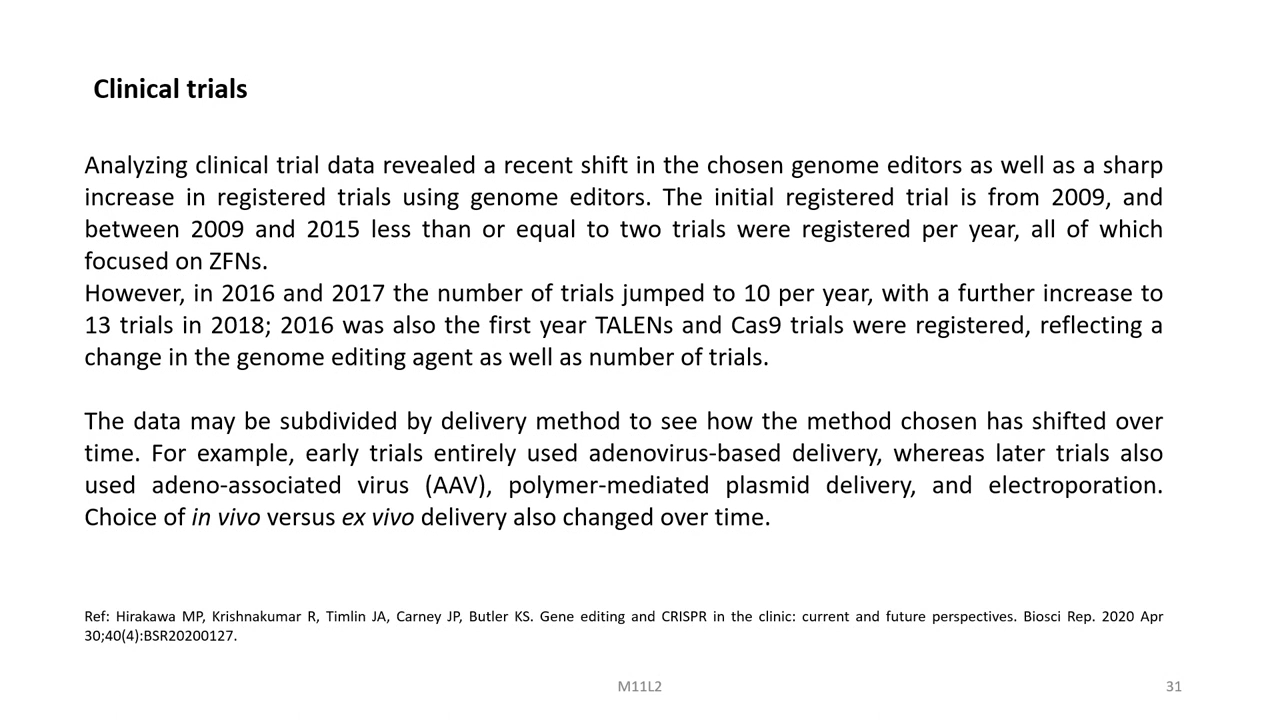 Clinical trials
Analyzing clinical trial data revealed a recent shift in the chosen genome editors as well as a sharp
increase in registered trials using genome editors. The initial registered trial is from 2009, and
between 2009 and 2015 less than or equal to two trials were registered per year, all of which
focused on ZFNs.
However, in 2016 and 2017 the number of trials jumped to 10 per year, with a further increase to
13 trials in 2018; 2016 was also the first year TALENs and Cas9 trials were registered, reflecting a
change in the genome editing agent as well as number of trials.
The data may be subdivided by delivery method to see how the method chosen has shifted over
time. For example, early trials entirely used adenovirus-based delivery, whereas later trials also
used adeno-associated virus (AAV), polymer-mediated plasmid delivery, and electroporation.
Choice of in vivo versus ex vivo delivery also changed over time.
Ref: Hirakawa MP, Krishnakumar R, Timlin JA, Carney JP, Butler KS. Gene editing and CRISPR in the clinic: current and future perspectives. Biosci Rep. 2020 Apr
30;40(4):BSR20200127.
M11L2
31